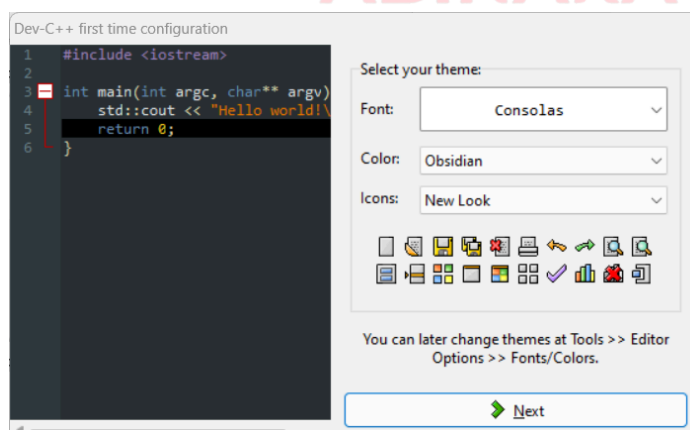 Dev-C++ first time configuration
1 #include <iostream>
2
3 int main(int argc, char** argv)
4 std::cout << "Hello world!\
5 return 0;
6 }
Select your theme:
Font: Consolas
Color: Obsidian
Icons: New Look
You can later change themes at Tools >> Editor
Options >> Fonts/Colors.
Next